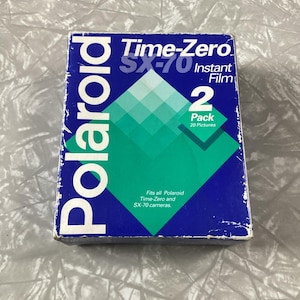 Polaroid
Time-Zero
SX-70
Instant
Film
2
Pack
20 Pictures
Fits all Polaroid
Time-Zero and
SX-70 cameras.